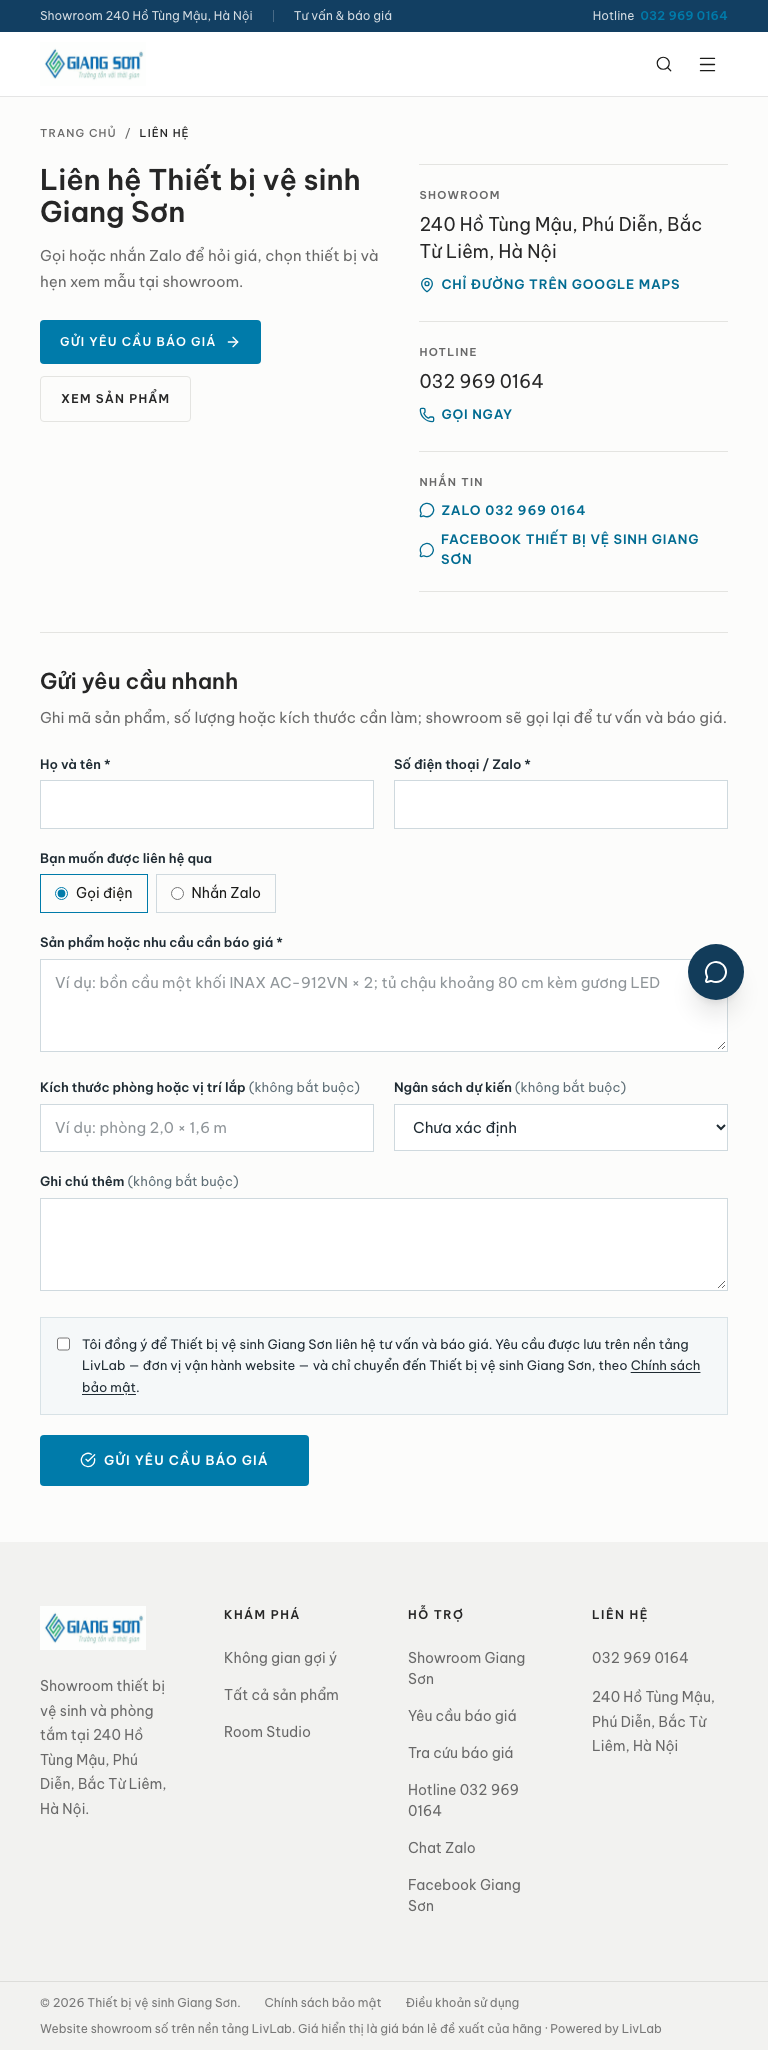 Showroom 240 Hồ Tùng Mậu, Hà Nội
Tư vấn & báo giá
Hotline 032 969 0164
GIANG SƠN
Trường tồn với thời gian
TRANG CHỦ / LIÊN HỆ
Liên hệ Thiết bị vệ sinh
Giang Sơn
Gọi hoặc nhắn Zalo để hỏi giá, chọn thiết bị và
hẹn xem mẫu tại showroom.
GỬI YÊU CẦU BÁO GIÁ
XEM SẢN PHẨM
SHOWROOM
240 Hồ Tùng Mậu, Phú Diễn, Bắc
Từ Liêm, Hà Nội
CHỈ ĐƯỜNG TRÊN GOOGLE MAPS
HOTLINE
032 969 0164
GỌI NGAY
NHẮN TIN
ZALO 032 969 0164
FACEBOOK THIẾT BỊ VỆ SINH GIANG
SƠN
Gửi yêu cầu nhanh
Ghi mã sản phẩm, số lượng hoặc kích thước cần làm; showroom sẽ gọi lại để tư vấn và báo giá.
Họ và tên *
Số điện thoại / Zalo *
Bạn muốn được liên hệ qua
Gọi điện
Nhắn Zalo
Sản phẩm hoặc nhu cầu cần báo giá *
Ví dụ: bồn cầu một khối INAX AC-912VN × 2; tủ chậu khoảng 80 cm kèm gương LED
Kích thước phòng hoặc vị trí lắp (không bắt buộc)
Ngân sách dự kiến (không bắt buộc)
Ví dụ: phòng 2,0 × 1,6 m
Chưa xác định
Ghi chú thêm (không bắt buộc)
Tôi đồng ý để Thiết bị vệ sinh Giang Sơn liên hệ tư vấn và báo giá. Yêu cầu được lưu trên nền tảng
LivLab — đơn vị vận hành website — và chỉ chuyển đến Thiết bị vệ sinh Giang Sơn, theo Chính sách
bảo mật.
GỬI YÊU CẦU BÁO GIÁ
GIANG SƠN
Trường tồn với thời gian
Showroom thiết bị
vệ sinh và phòng
tắm tại 240 Hồ
Tùng Mậu, Phú
Diễn, Bắc Từ Liêm,
Hà Nội.
KHÁM PHÁ
Không gian gợi ý
Tất cả sản phẩm
Room Studio
HỖ TRỢ
Showroom Giang
Sơn
Yêu cầu báo giá
Tra cứu báo giá
Hotline 032 969
0164
Chat Zalo
Facebook Giang
Sơn
LIÊN HỆ
032 969 0164
240 Hồ Tùng Mậu,
Phú Diễn, Bắc Từ
Liêm, Hà Nội
© 2026 Thiết bị vệ sinh Giang Sơn.
Chính sách bảo mật
Điều khoản sử dụng
Website showroom số trên nền tảng LivLab. Giá hiển thị là giá bán lẻ đề xuất của hãng · Powered by LivLab